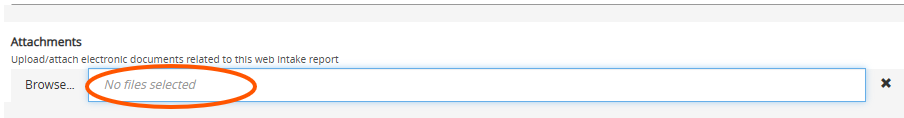 Attachments
Upload/attach electronic documents related to this web intake report
Browse... No files selected ✖